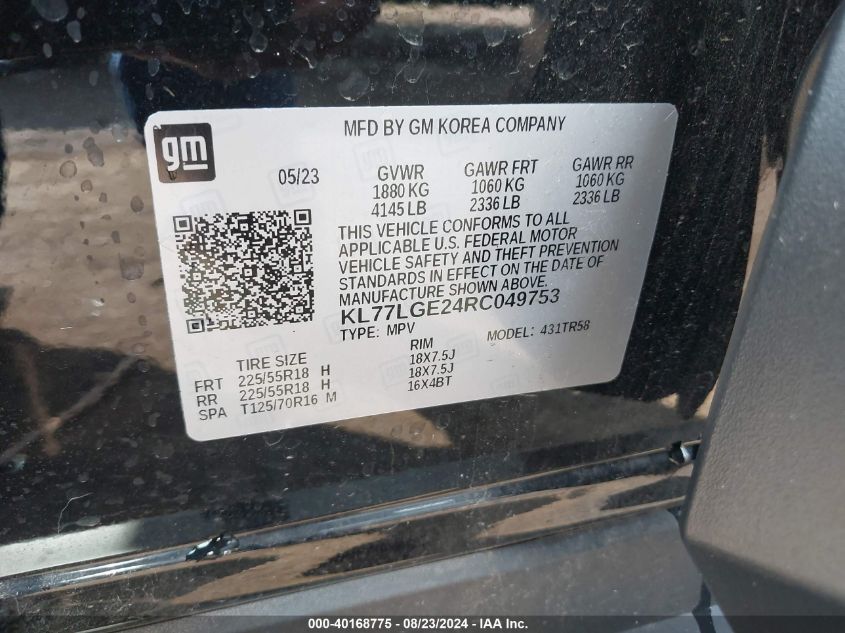 gm
MFD BY GM KOREA COMPANY
05/23
GVWR GAWR FRT GAWR RR
1880 KG 1060 KG 1060 KG
4145 LB 2336 LB 2336 LB
THIS VEHICLE CONFORMS TO ALL
APPLICABLE U.S. FEDERAL MOTOR
VEHICLE SAFETY AND THEFT PREVENTION
STANDARDS IN EFFECT ON THE DATE OF
MANUFACTURE SHOWN ABOVE.
KL77LGE24RC049753
TYPE: MPV MODEL: 431TR58
TIRE SIZE RIM
FRT 225/55R18 H 18X7.5J
RR 225/55R18 H 18X7.5J
SPA T125/70R16 M 16X4BT
000-40168775 - 08/23/2024 - © IAA Inc.